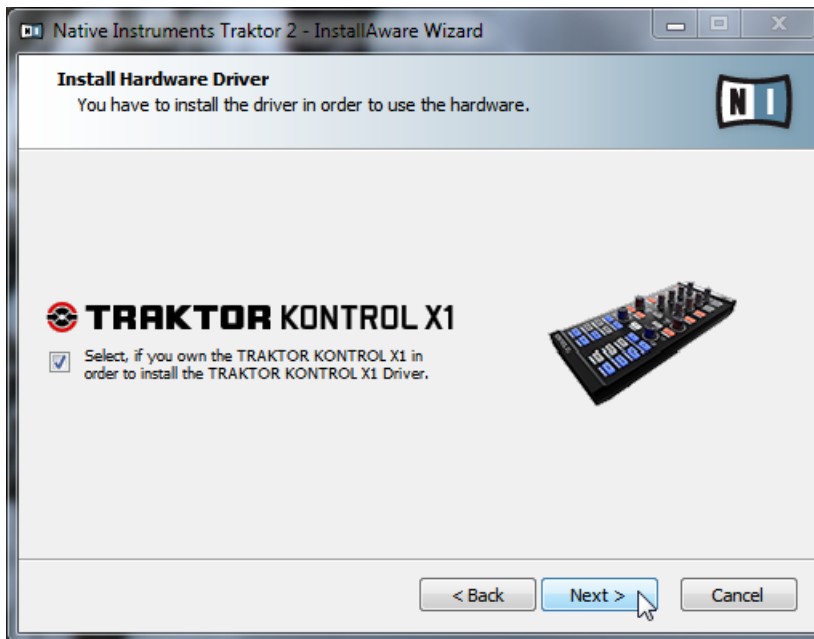 Native Instruments Traktor 2 - InstallAware Wizard
Install Hardware Driver
You have to install the driver in order to use the hardware.
N I
TRAKTOR KONTROL X1
Select, if you own the TRAKTOR KONTROL X1 in
order to install the TRAKTOR KONTROL X1 Driver.
< Back
Next >
Cancel